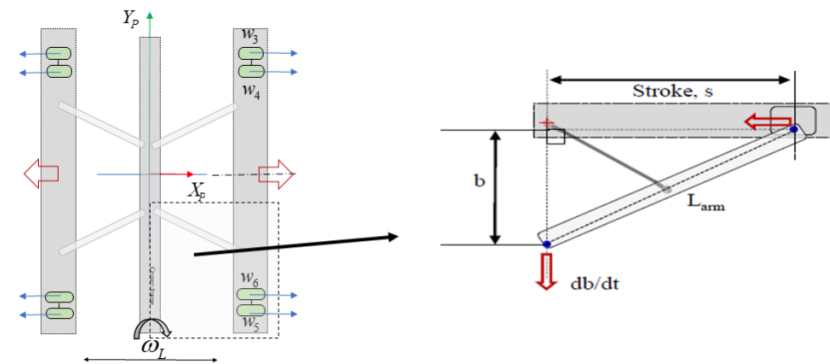 Y_P
w_3
w_4
X_P
w_6
w_5
ω_L
Stroke, s
b
L_arm
db/dt